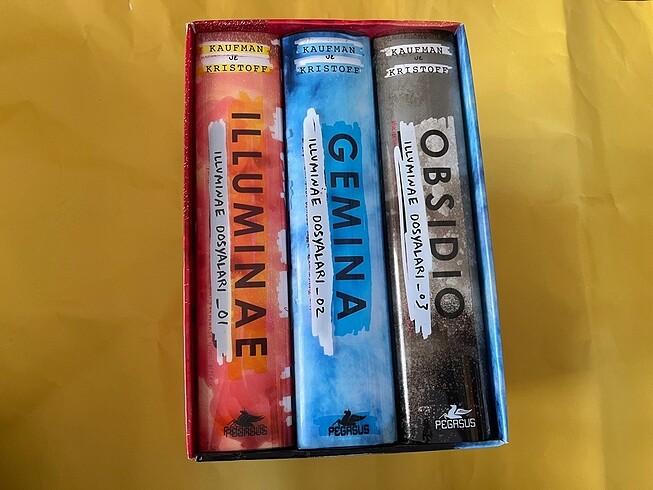 KAUFMAN
ve
KRISTOFF
ILLUMINAE
ILLUMINAE DOSYALARI_01
PEGASUS
KAUFMAN
ve
KRISTOFF
GEMINA
ILLUMINAE DOSYALARI_02
PEGASUS
KAUFMAN
ve
KRISTOFF
OBSIDIO
ILLUMINAE DOSYALARI_03
PEGASUS